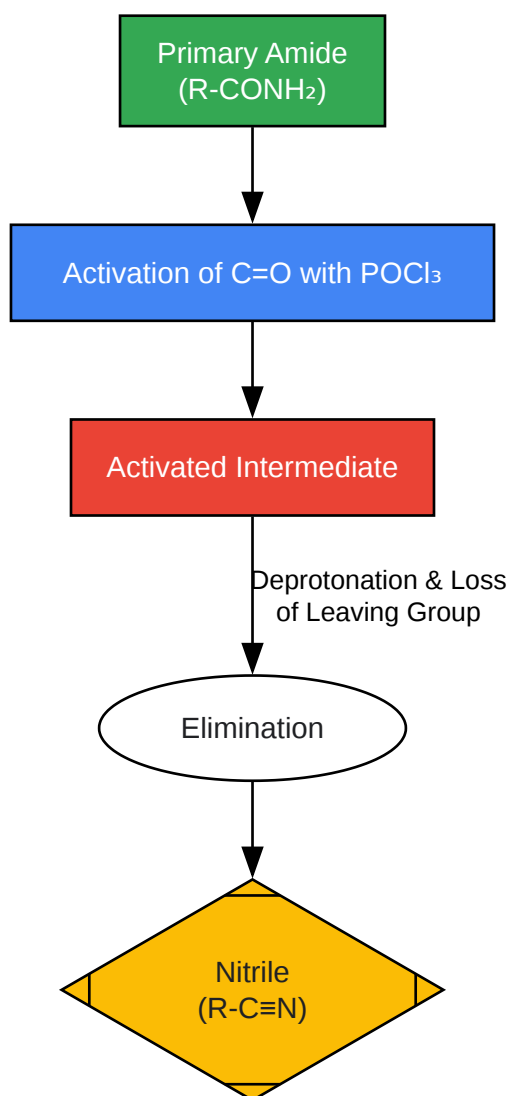 Primary Amide
(R-CONH₂)
Activation of C=O with POCl₃
Activated Intermediate
Deprotonation & Loss
of Leaving Group
Elimination
Nitrile
(R-C≡N)